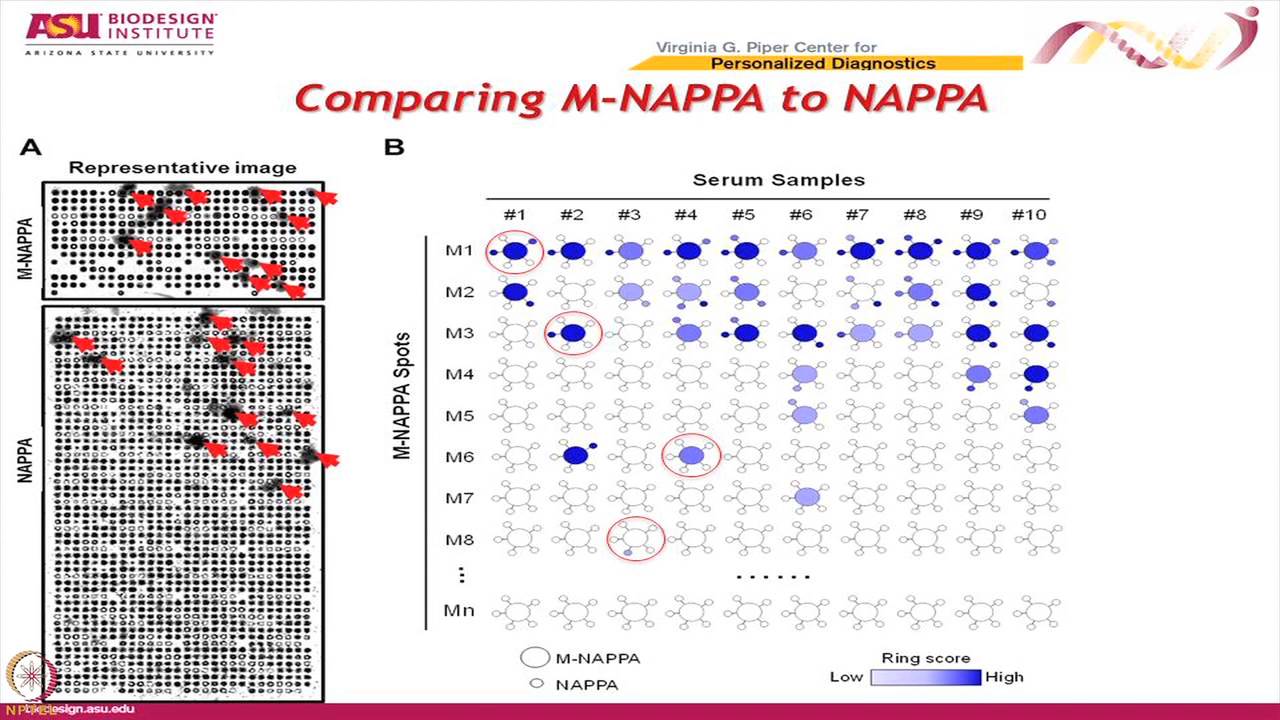 ASU BIODESIGN INSTITUTE
ARIZONA STATE UNIVERSITY
Virginia G. Piper Center for
Personalized Diagnostics
Comparing M-NAPPA to NAPPA
A
Representative image
M-NAPPA
NAPPA
B
Serum Samples
#1 #2 #3 #4 #5 #6 #7 #8 #9 #10
M-NAPPA Spots
M1
M2
M3
M4
M5
M6
M7
M8
⋮ ......
Mn
M-NAPPA
NAPPA
Ring score
Low High
NPTEL
design.asu.edu